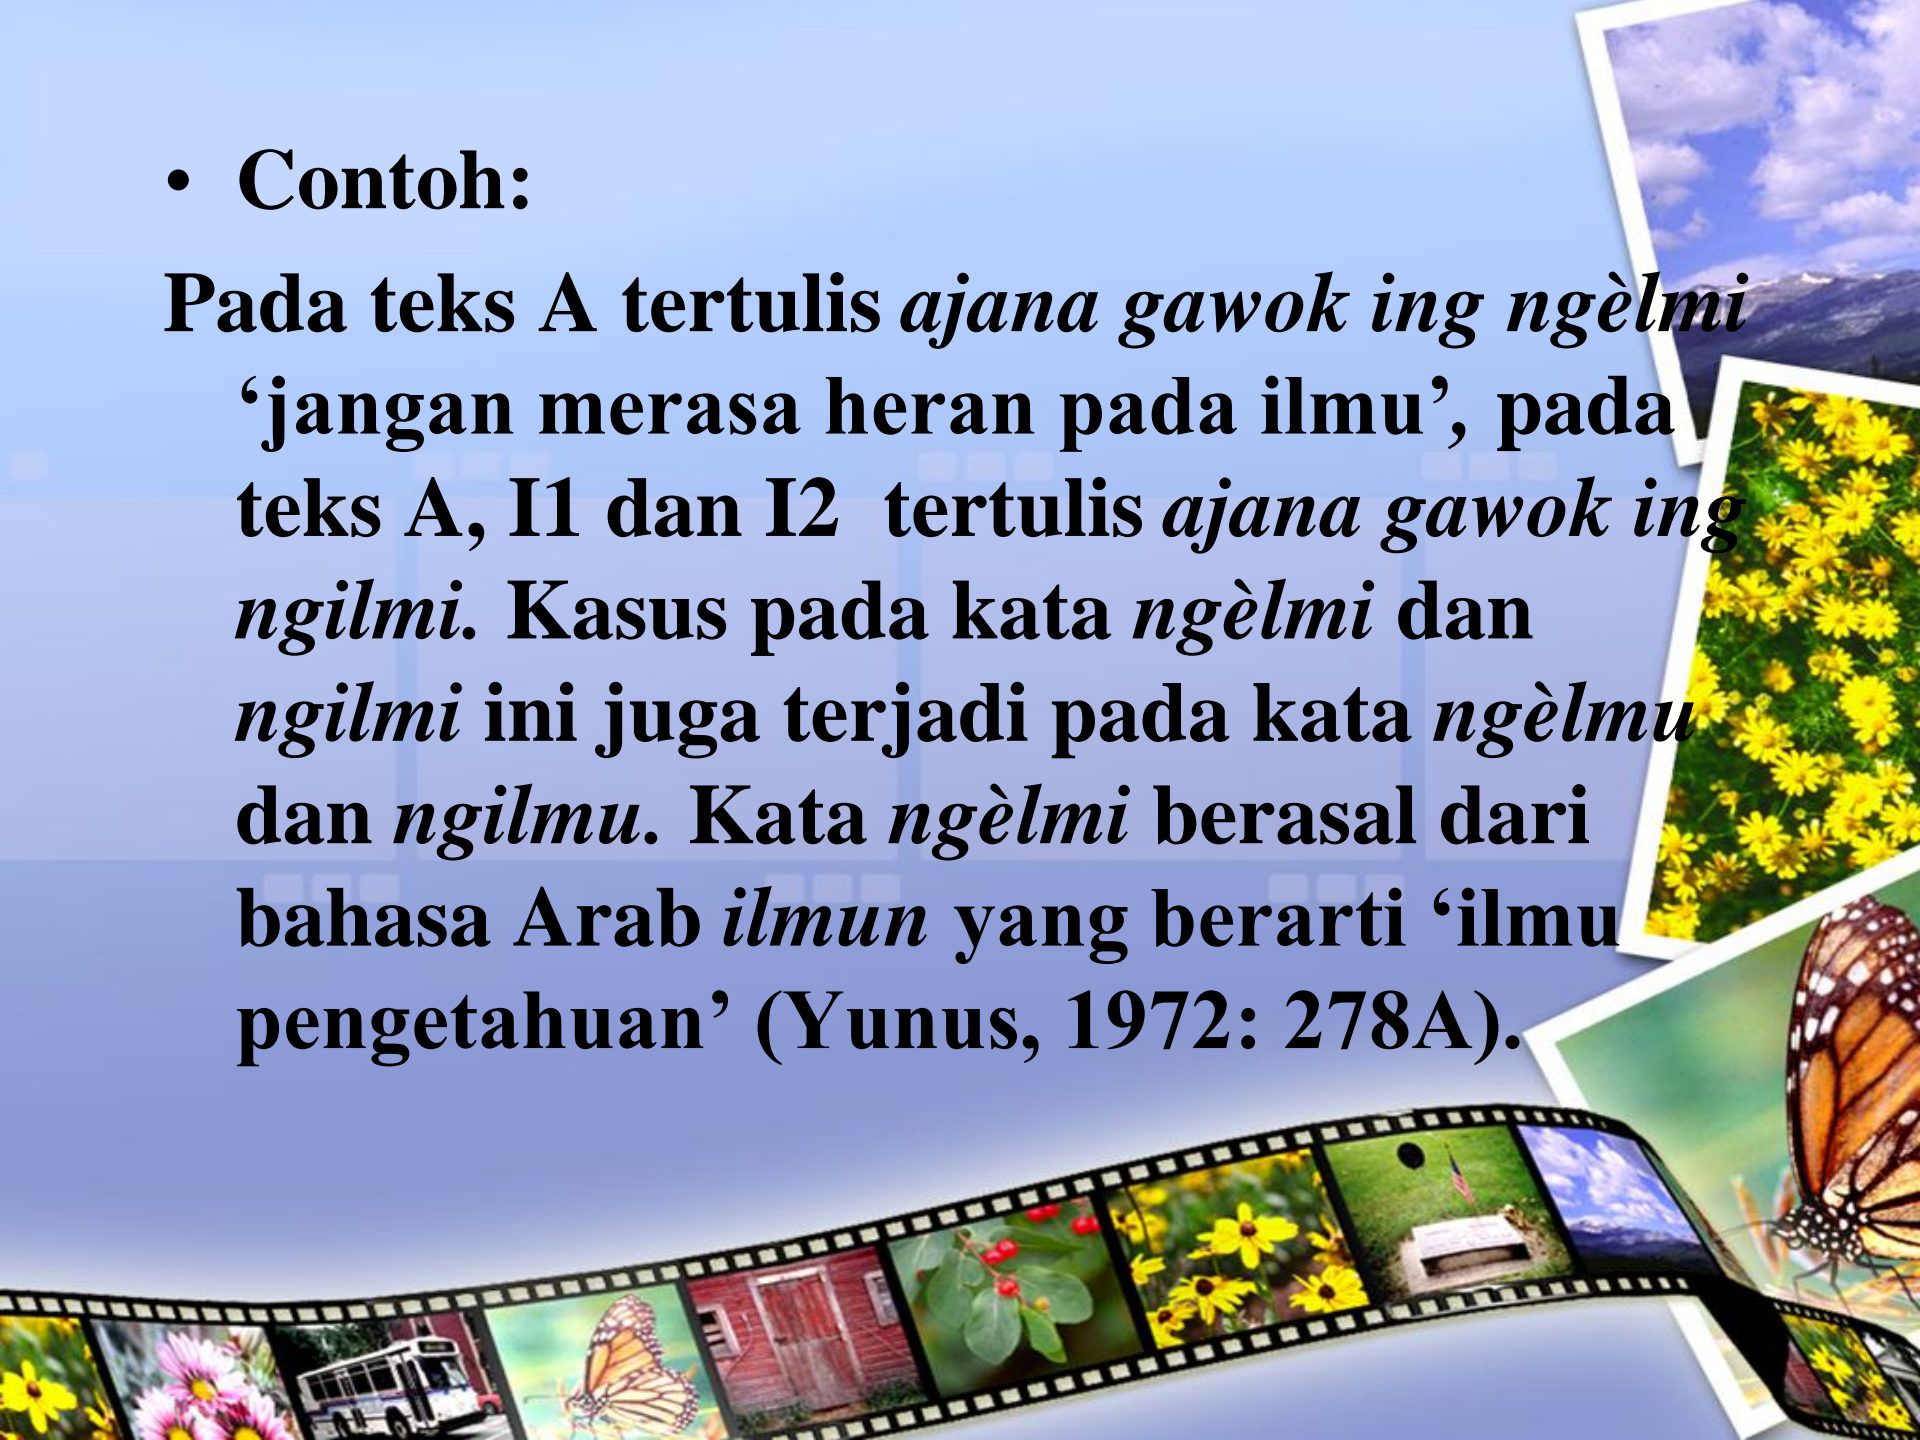 • Contoh:
Pada teks A tertulis ajana gawok ing ngèlmi
‘jangan merasa heran pada ilmu’, pada
teks A, I1 dan I2  tertulis ajana gawok ing
ngilmi. Kasus pada kata ngèlmi dan
ngilmi ini juga terjadi pada kata ngèlmu
dan ngilmu. Kata ngèlmi berasal dari
bahasa Arab ilmun yang berarti ‘ilmu
pengetahuan’ (Yunus, 1972: 278A).